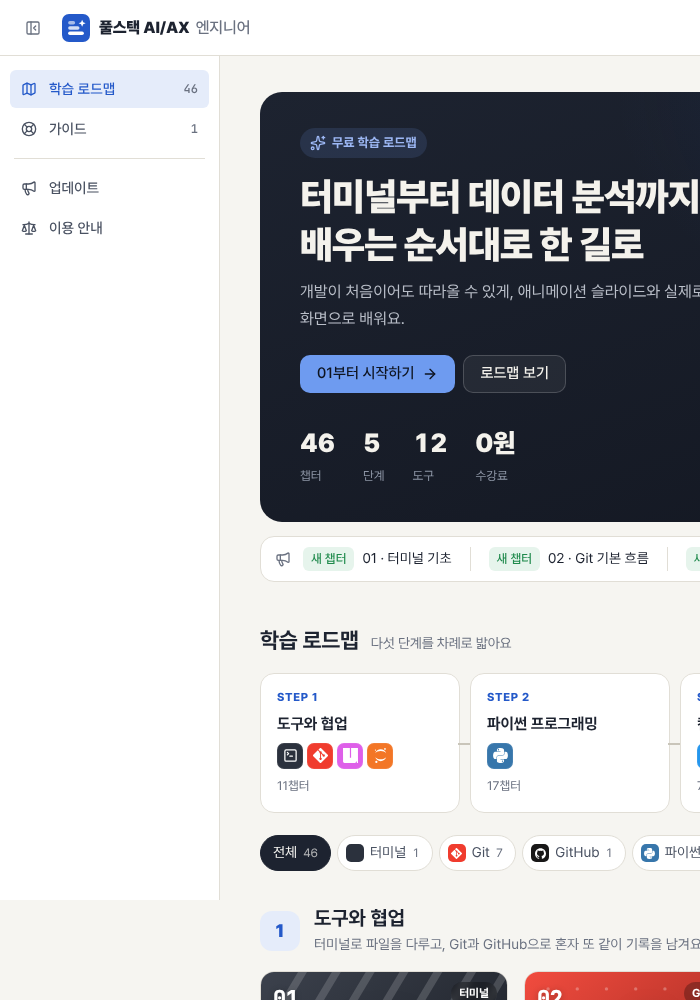 풀스택 AI/AX 엔지니어
학습 로드맵 46
가이드 1
업데이트
이용 안내
무료 학습 로드맵
터미널부터 데이터 분석까지
배우는 순서대로 한 길로
개발이 처음이어도 따라올 수 있게, 애니메이션 슬라이드와 실제로
화면으로 배워요.
01부터 시작하기 → 로드맵 보기
46 5 12 0원
챕터 단계 도구 수강료
새 챕터 01 · 터미널 기초 새 챕터 02 · Git 기본 흐름
학습 로드맵 다섯 단계를 차례로 밟아요
STEP 1 STEP 2
도구와 협업 파이썬 프로그래밍
11챕터 17챕터
전체 46 터미널 1 Git 7 GitHub 1 파이썬
1 도구와 협업
터미널로 파일을 다루고, Git과 GitHub으로 혼자 또 같이 기록을 남겨요
01 터미널 02